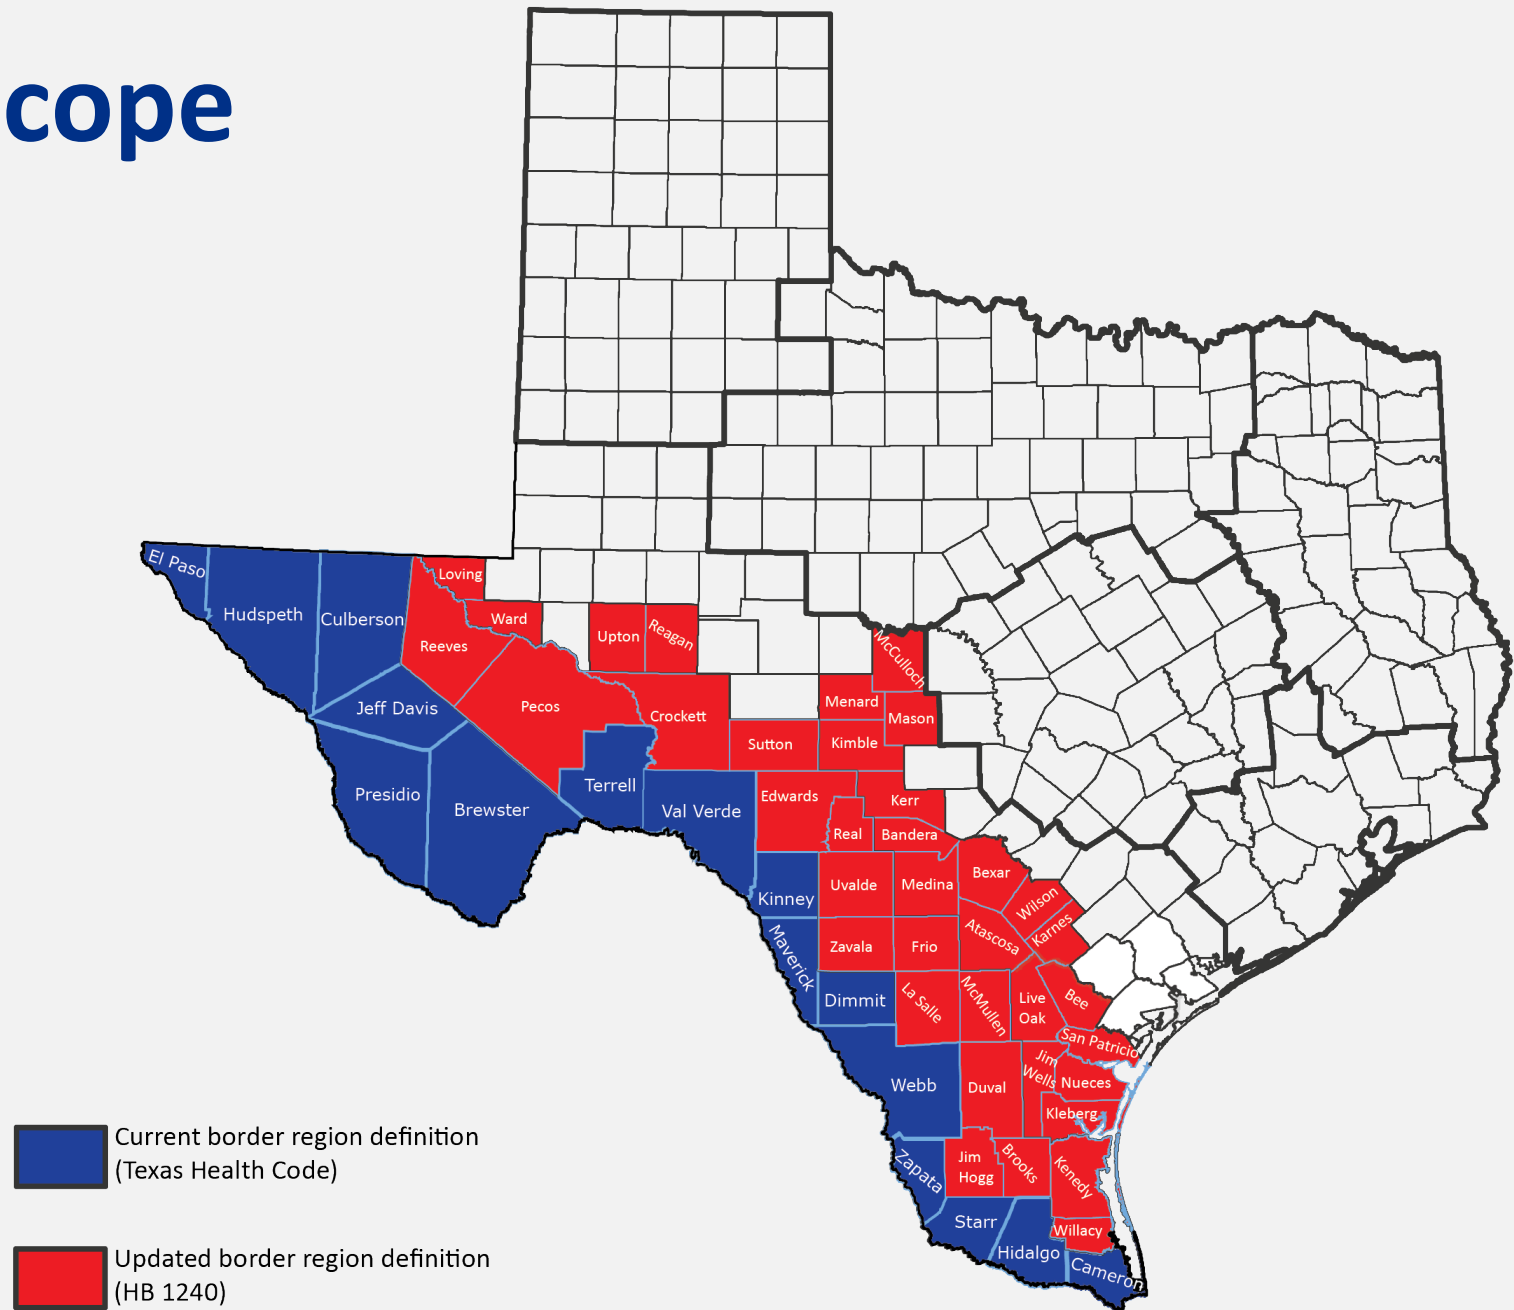 cope
El Paso
Hudspeth
Culberson
Loving
Ward
Reeves
Upton
Reagan
McCulloch
Jeff Davis
Pecos
Crockett
Menard
Mason
Sutton
Kimble
Presidio
Brewster
Terrell
Val Verde
Edwards
Kerr
Real
Bandera
Kinney
Uvalde
Medina
Bexar
Wilson
Karnes
Maverick
Zavala
Frio
Atascosa
Dimmit
La Salle
McMullen
Live
Oak
Bee
San Patricio
Webb
Duval
Jim
Wells
Nueces
Kleberg
Zapata
Jim
Hogg
Brooks
Kenedy
Starr
Hidalgo
Willacy
Cameron
Current border region definition
(Texas Health Code)
Updated border region definition
(HB 1240)